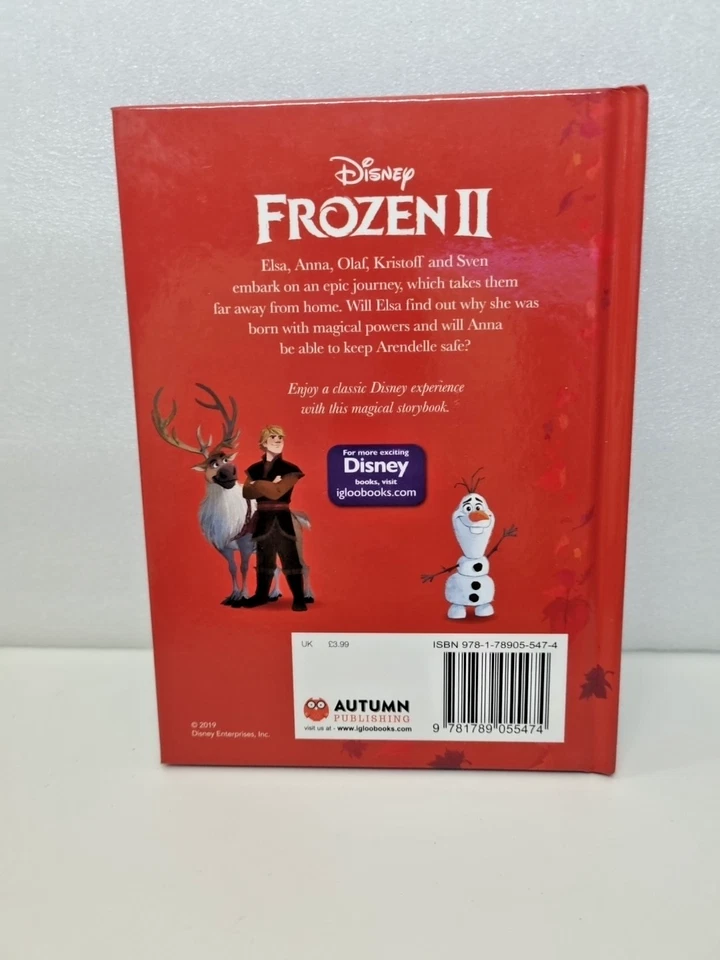 Disney
FROZEN II
Elsa, Anna, Olaf, Kristoff and Sven
embark on an epic journey, which takes them
far away from home. Will Elsa find out why she was
born with magical powers and will Anna
be able to keep Arendelle safe?
Enjoy a classic Disney experience
with this magical storybook.
For more exciting
Disney
books, visit
igloobooks.com
UK £3.99
ISBN 978-1-78905-547-4
AUTUMN
PUBLISHING
visit us at - www.igloobooks.com
9 781789 055474
© 2019
Disney Enterprises, Inc.